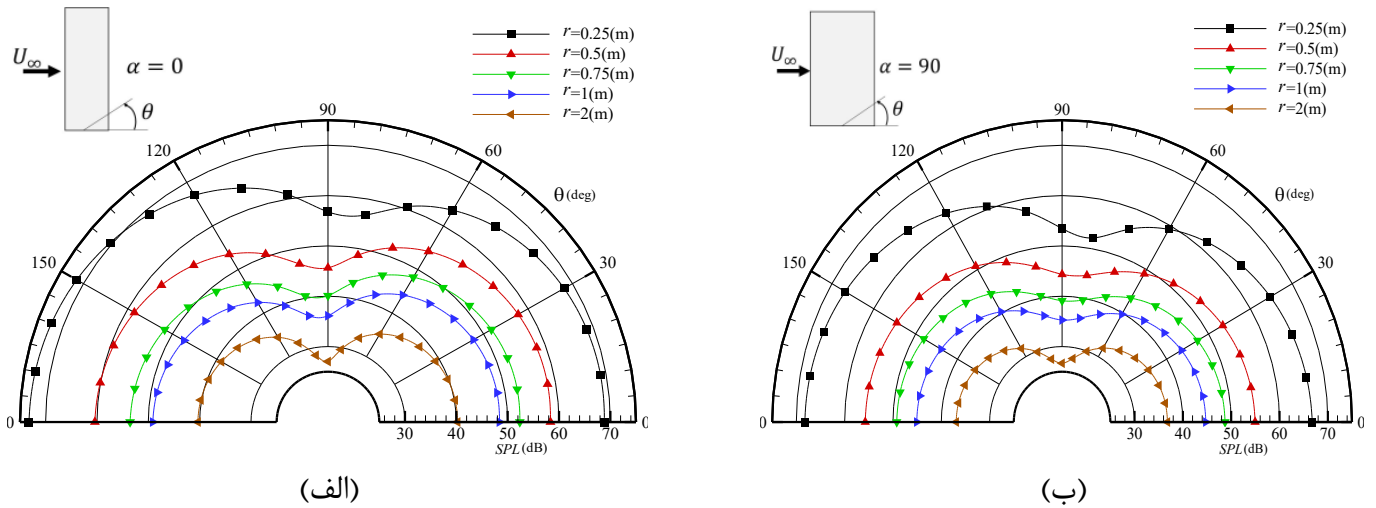 U∞
α = 0
θ
r=0.25(m)
r=0.5(m)
r=0.75(m)
r=1(m)
r=2(m)
90
120
60
θ(deg)
150
30
0
0
30 40 50 60 70
SPL(dB)
(الف)
U∞
α = 90
θ
r=0.25(m)
r=0.5(m)
r=0.75(m)
r=1(m)
r=2(m)
90
120
60
θ(deg)
150
30
0
0
30 40 50 60 70
SPL(dB)
(ب)